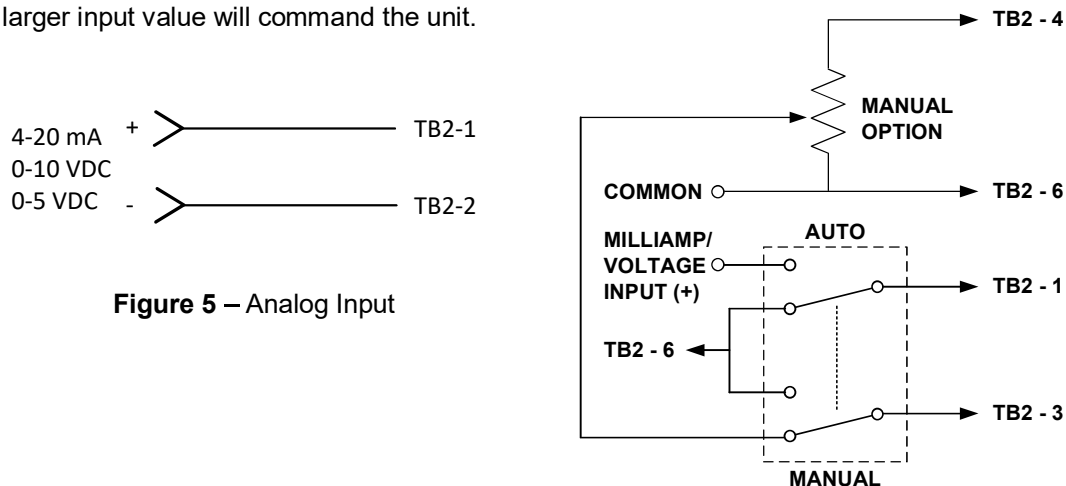 larger input value will command the unit.
4-20 mA
0-10 VDC
0-5 VDC
+
-
TB2-1
TB2-2
Figure 5 – Analog Input
TB2 - 4
MANUAL
OPTION
COMMON
TB2 - 6
AUTO
MILLIAMP/
VOLTAGE
INPUT (+)
TB2 - 1
TB2 - 6
TB2 - 3
MANUAL